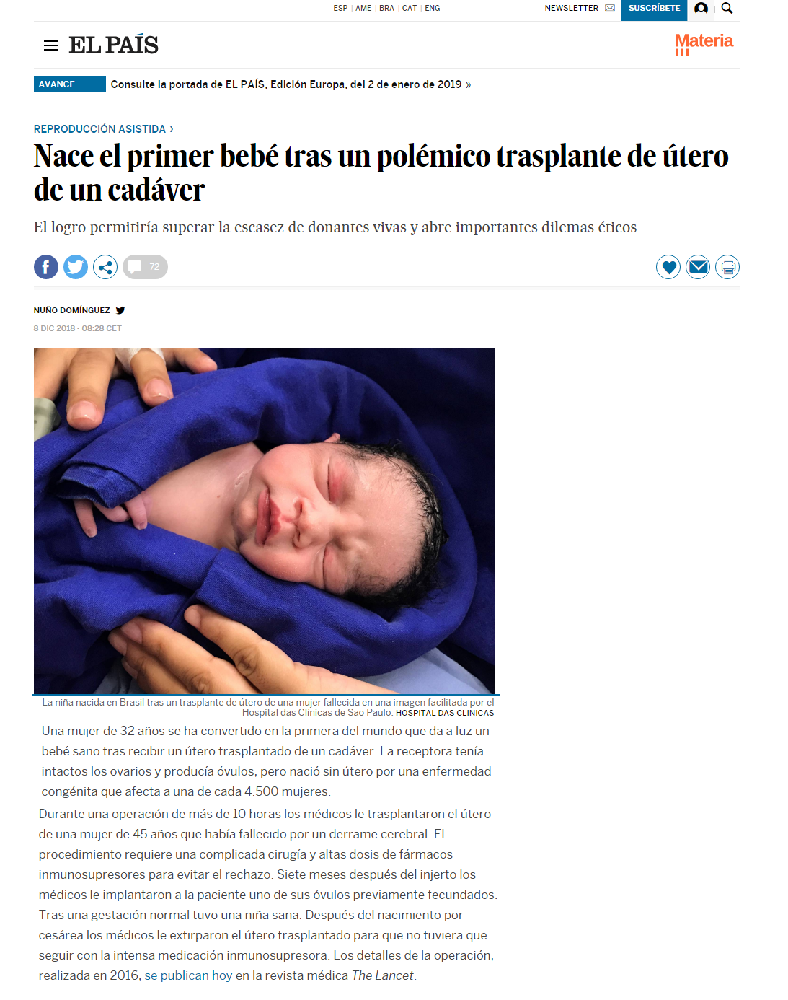 ESP | AME | BRA | CAT | ENG
NEWSLETTER
SUSCRÍBETE
EL PAÍS
Materia
AVANCE
Consulte la portada de EL PAÍS, Edición Europa, del 2 de enero de 2019 »
REPRODUCCIÓN ASISTIDA ›
Nace el primer bebé tras un polémico trasplante de útero
de un cadáver
El logro permitiría superar la escasez de donantes vivas y abre importantes dilemas éticos
72
NUÑO DOMÍNGUEZ
8 DIC 2018 - 08:28 CET
La niña nacida en Brasil tras un trasplante de útero de una mujer fallecida en una imagen facilitada por el
Hospital das Clínicas de Sao Paulo. HOSPITAL DAS CLINICAS
Una mujer de 32 años se ha convertido en la primera del mundo que da a luz un
bebé sano tras recibir un útero trasplantado de un cadáver. La receptora tenía
intactos los ovarios y producía óvulos, pero nació sin útero por una enfermedad
congénita que afecta a una de cada 4.500 mujeres.
Durante una operación de más de 10 horas los médicos le trasplantaron el útero
de una mujer de 45 años que había fallecido por un derrame cerebral. El
procedimiento requiere una complicada cirugía y altas dosis de fármacos
inmunosupresores para evitar el rechazo. Siete meses después del injerto los
médicos le implantaron a la paciente uno de sus óvulos previamente fecundados.
Tras una gestación normal tuvo una niña sana. Después del nacimiento por
cesárea los médicos le extirparon el útero trasplantado para que no tuviera que
seguir con la intensa medicación inmunosupresora. Los detalles de la operación,
realizada en 2016, se publican hoy en la revista médica The Lancet.